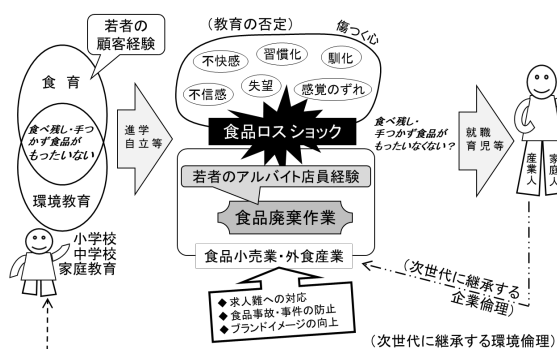 若者の
顧客経験
食 育
食べ残し・手つ
かず食品が
もったいない
環境教育
小学校
中学校
家庭教育
進学
自立等
（教育の否定）
傷つく心
不快感
習慣化
馴化
不信感
失望
感覚のずれ
食品ロスショック
若者のアルバイト店員経験
食品廃棄作業
食品小売業・外食産業
◆ 求人難への対応
◆ 食品事故・事件の防止
◆ ブランドイメージの向上
食べ残し・
手つかず食品が
もったいなくない？
就職
育児等
産業人
家庭人
（次世代に継承する
企業倫理）
（次世代に継承する環境倫理）